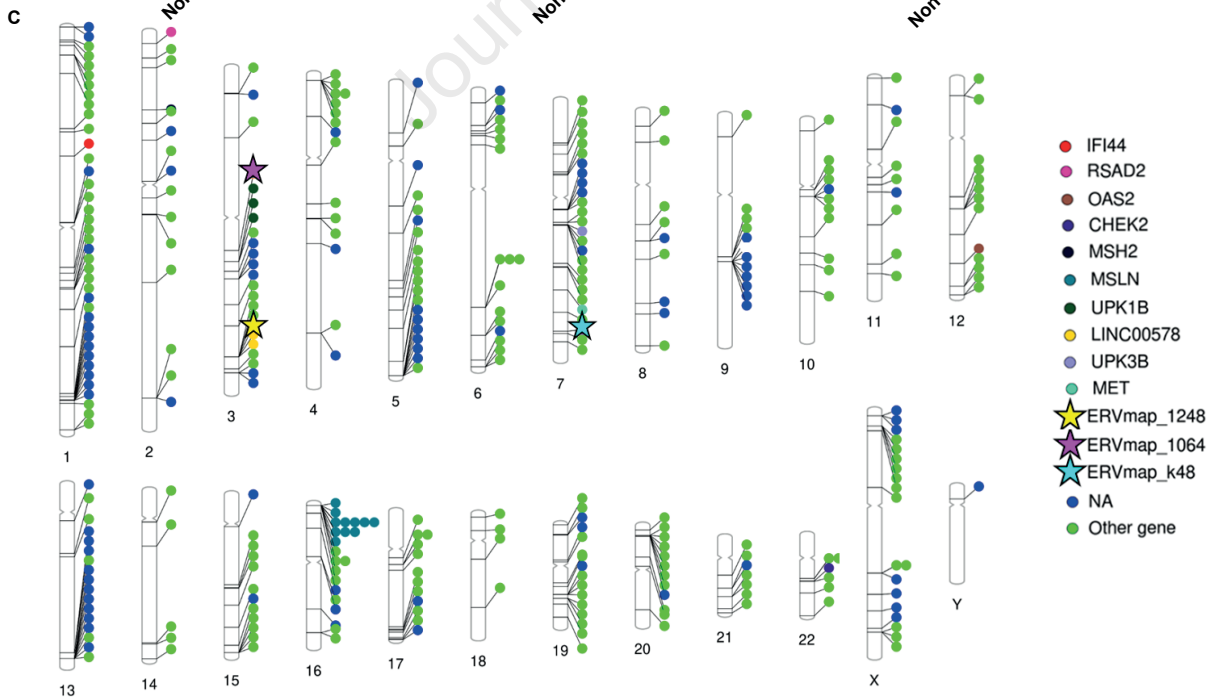 C
Non
Non
Non
Journ
1
2
3
4
5
6
7
8
9
10
11
12
IFI44
RSAD2
OAS2
CHEK2
MSH2
MSLN
UPK1B
LINC00578
UPK3B
MET
ERVmap_1248
ERVmap_1064
ERVmap_k48
NA
Other gene
13
14
15
16
17
18
19
20
21
22
X
Y